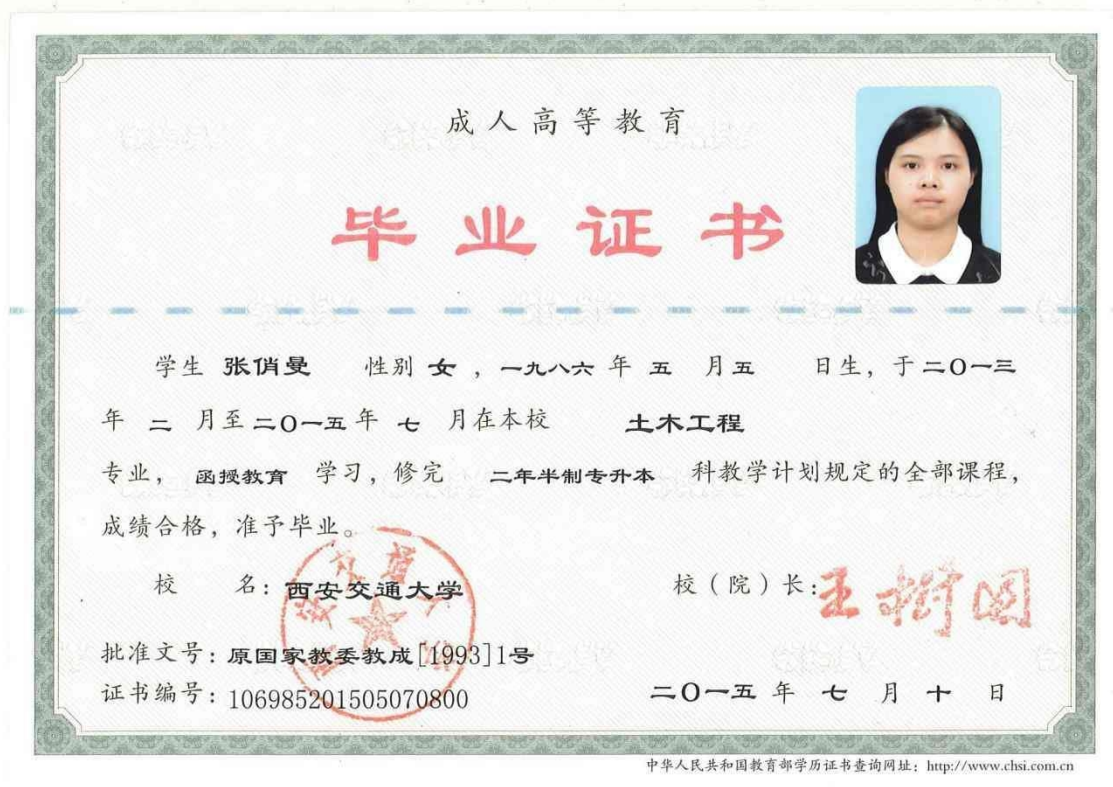 成人高等教育
毕业证书
学生 张俏曼 性别 女 ，一九八六 年 五 月 五 日生，于 二〇一三
年 二 月至 二〇一五 年 七 月在本校 土木工程
专业， 函授教育 学习，修完 二年半制专升本 科教学计划规定的全部课程，
成绩合格，准予毕业。
校 名：西安交通大学 校（院）长：王树国
批准文号：原国家教委教成[1993]1号
证书编号：106985201505070800 二〇一五 年 七 月 十 日
中华人民共和国教育部学历证书查询网址：http://www.chsi.com.cn